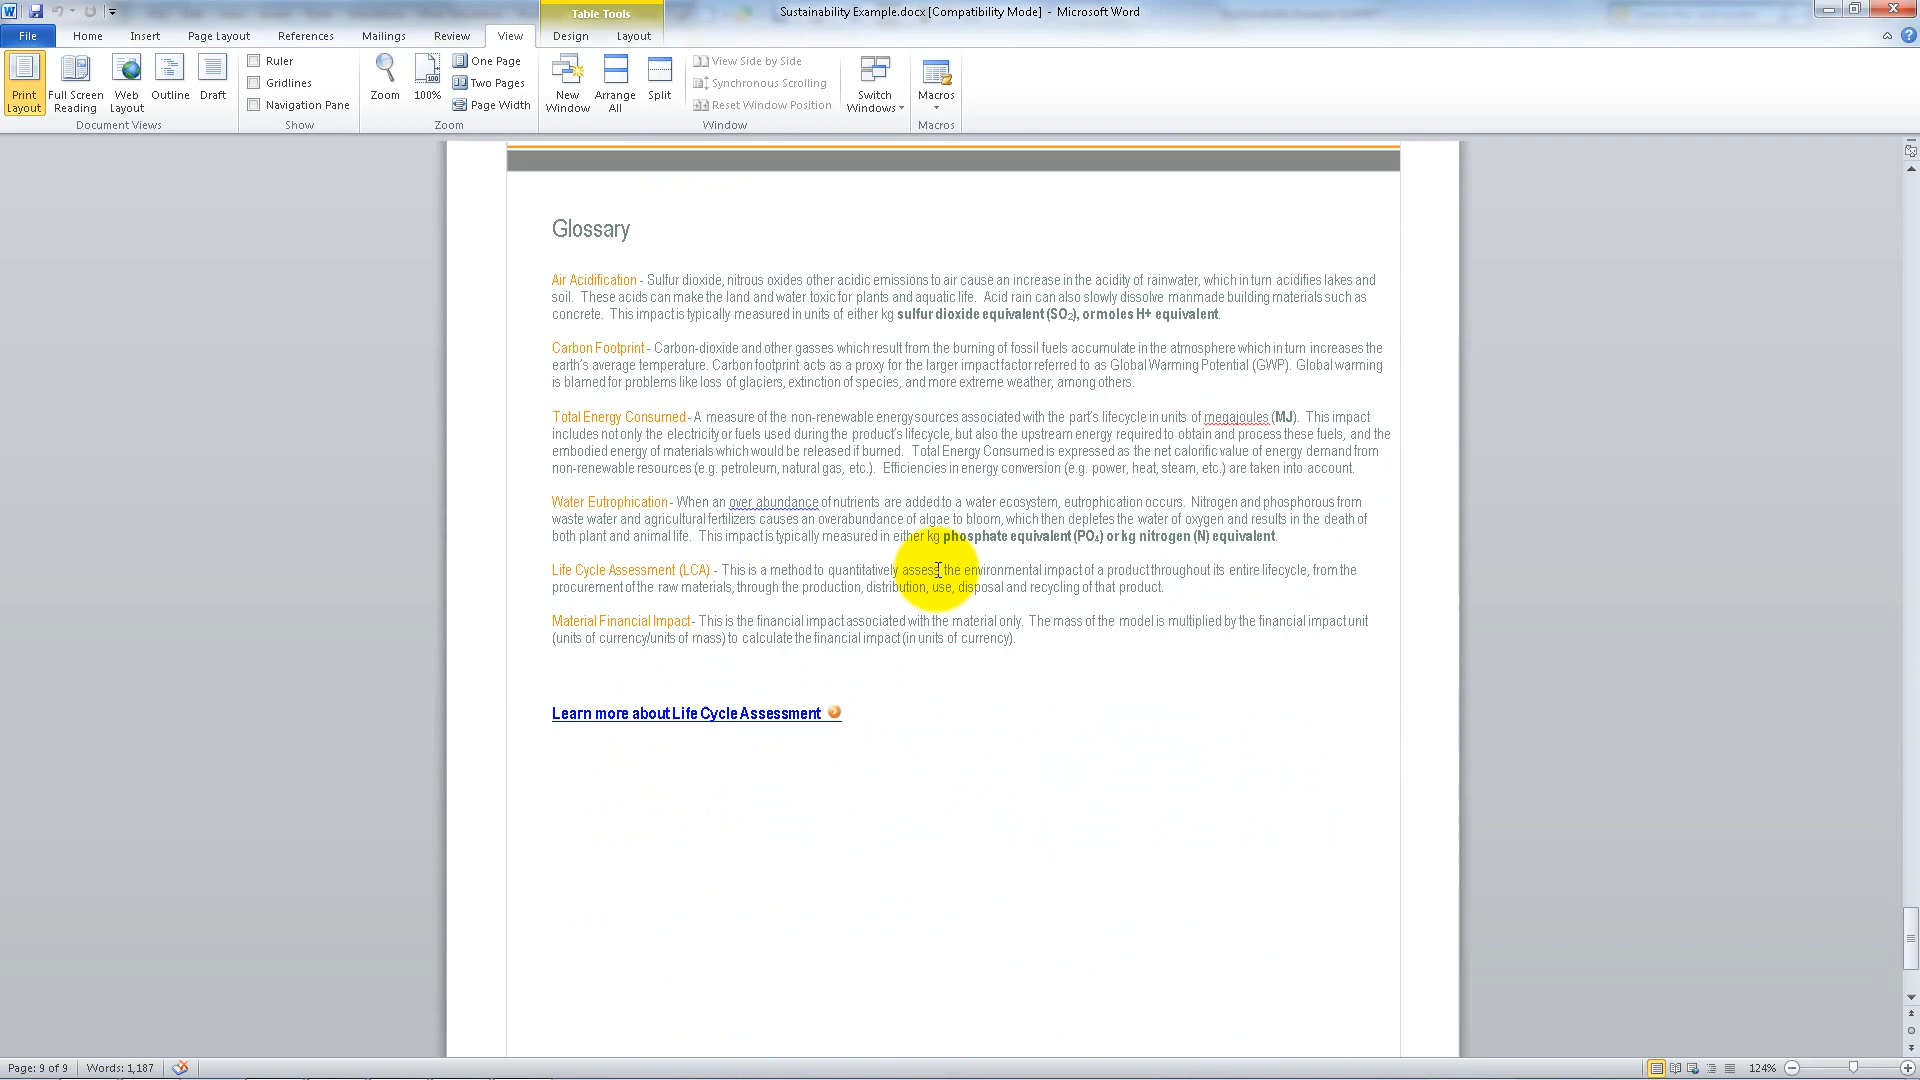 Sustainability Example.docx [Compatibility Mode] - Microsoft Word
Table Tools
File Home Insert Page Layout References Mailings Review View Design Layout
Print Layout
Full Screen Reading
Web Layout
Outline
Draft
Document Views
Ruler
Gridlines
Navigation Pane
Show
Zoom
100%
One Page
Two Pages
Page Width
Zoom
New Window
Arrange All
Split
View Side by Side
Synchronous Scrolling
Reset Window Position
Window
Switch Windows
Macros
Macros
Glossary
Air Acidification - Sulfur dioxide, nitrous oxides other acidic emissions to air cause an increase in the acidity of rainwater, which in turn acidifies lakes and
soil. These acids can make the land and water toxic for plants and aquatic life. Acid rain can also slowly dissolve manmade building materials such as
concrete. This impact is typically measured in units of either kg sulfur dioxide equivalent (SO₂), or moles H+ equivalent.
Carbon Footprint - Carbon-dioxide and other gasses which result from the burning of fossil fuels accumulate in the atmosphere which in turn increases the
earth's average temperature. Carbon footprint acts as a proxy for the larger impact factor referred to as Global Warming Potential (GWP). Global warming
is blamed for problems like loss of glaciers, extinction of species, and more extreme weather, among others.
Total Energy Consumed - A measure of the non-renewable energy sources associated with the part's lifecycle in units of megajoules (MJ). This impact
includes not only the electricity or fuels used during the product's lifecycle, but also the upstream energy required to obtain and process these fuels, and the
embodied energy of materials which would be released if burned. Total Energy Consumed is expressed as the net calorific value of energy demand from
non-renewable resources (e.g. petroleum, natural gas, etc.). Efficiencies in energy conversion (e.g. power, heat, steam, etc.) are taken into account.
Water Eutrophication - When an over abundance of nutrients are added to a water ecosystem, eutrophication occurs. Nitrogen and phosphorous from
waste water and agricultural fertilizers causes an overabundance of algae to bloom, which then depletes the water of oxygen and results in the death of
both plant and animal life. This impact is typically measured in either kg phosphate equivalent (PO₄) or kg nitrogen (N) equivalent.
Life Cycle Assessment (LCA) - This is a method to quantitatively assess the environmental impact of a product throughout its entire lifecycle, from the
procurement of the raw materials, through the production, distribution, use, disposal and recycling of that product.
Material Financial Impact - This is the financial impact associated with the material only. The mass of the model is multiplied by the financial impact unit
(units of currency/units of mass) to calculate the financial impact (in units of currency).
Learn more about Life Cycle Assessment
Page: 9 of 9 Words: 1,187 124%